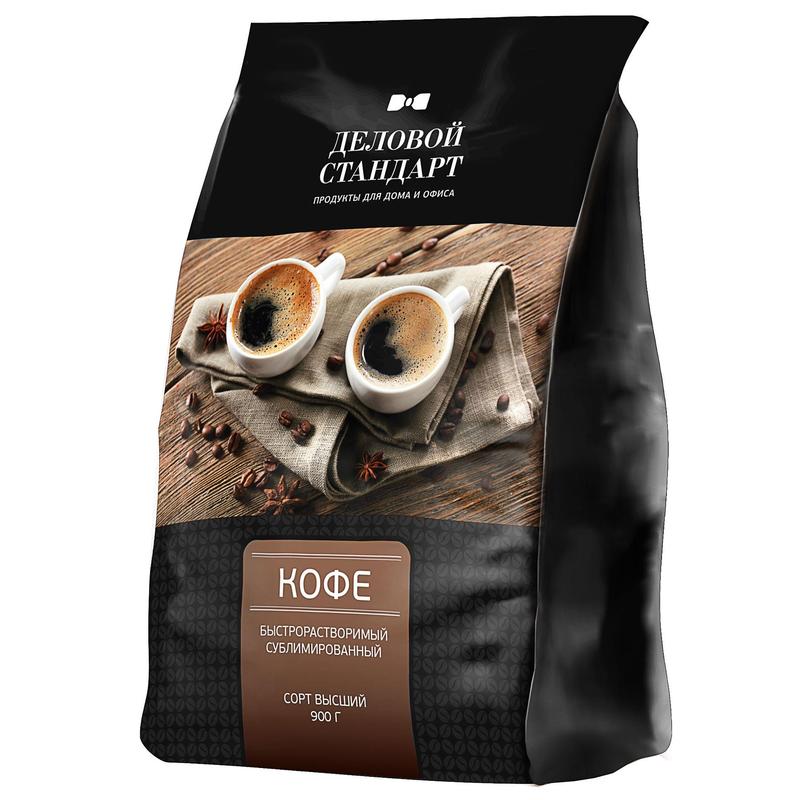 ДЕЛОВОЙ
СТАНДАРТ
ПРОДУКТЫ ДЛЯ ДОМА И ОФИСА
КОФЕ
БЫСТРОРАСТВОРИМЫЙ
СУБЛИМИРОВАННЫЙ
СОРТ ВЫСШИЙ
900 Г